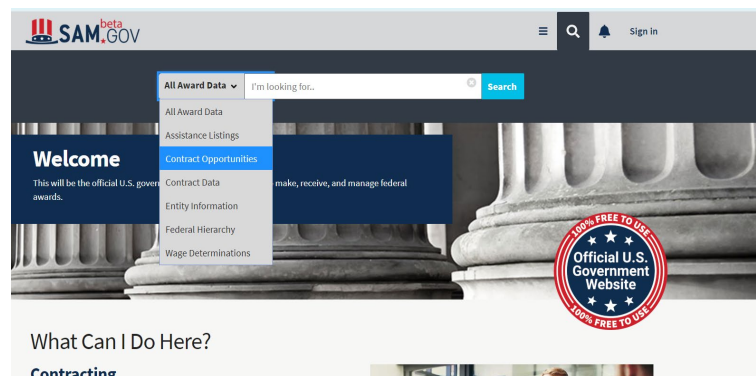 beta
SAM.GOV
Sign in
All Award Data
I'm looking for..
Search
All Award Data
Assistance Listings
Contract Opportunities
Contract Data
Entity Information
Federal Hierarchy
Wage Determinations
Welcome
This will be the official U.S. govern
make, receive, and manage federal
awards.
100% FREE TO USE
Official U.S.
Government
Website
100% FREE TO USE
What Can I Do Here?
Contracting